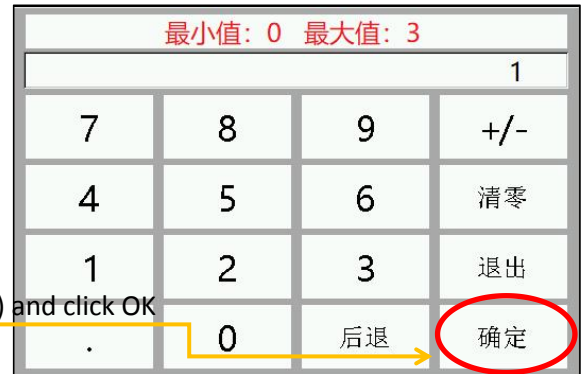 最小值：0 最大值：3
1
7 8 9 +/-
4 5 6 清零
1 2 3 退出
) and click OK
. 0 后退 确定